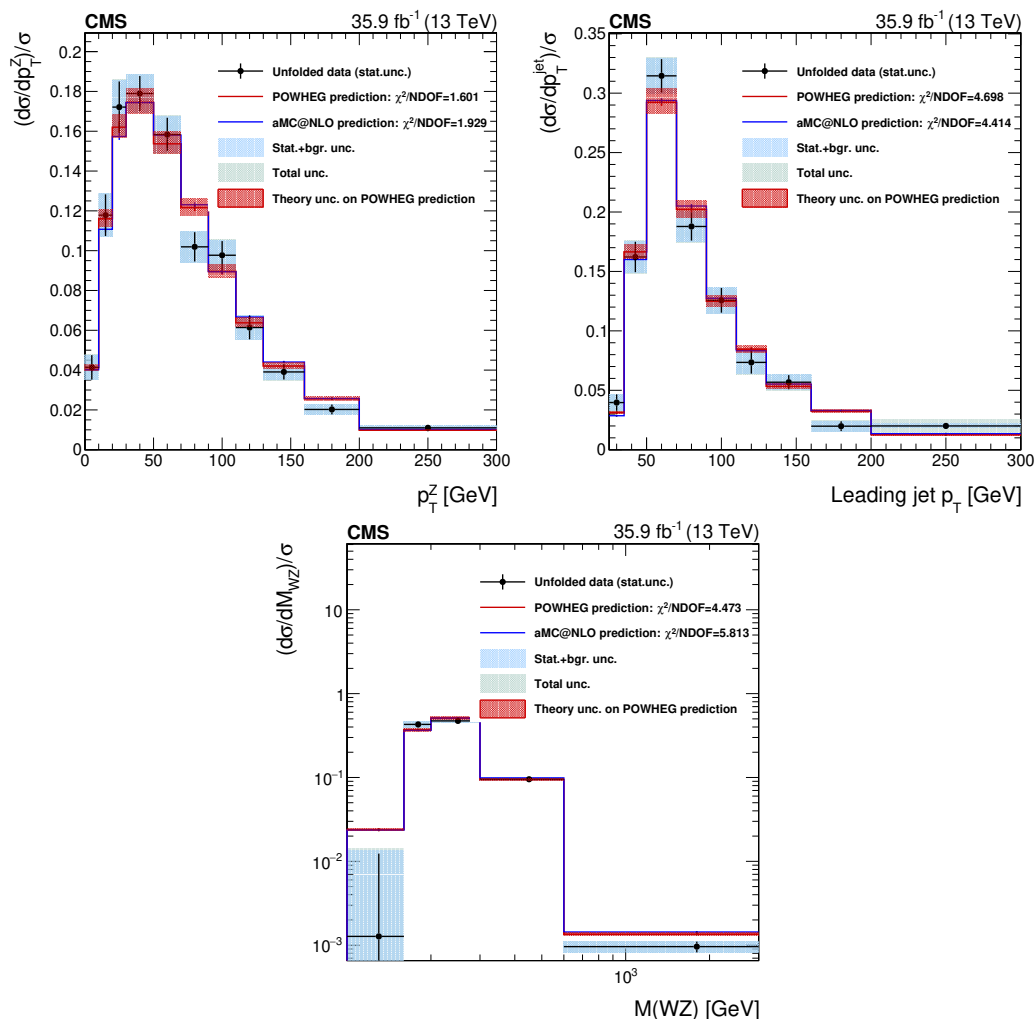 CMS 35.9 fb⁻¹ (13 TeV)
(dσ/dp_T^Z)/σ
Unfolded data (stat.unc.)
POWHEG prediction: χ²/NDOF=1.601
aMC@NLO prediction: χ²/NDOF=1.929
Stat.+bgr. unc.
Total unc.
Theory unc. on POWHEG prediction
0.2
0.18
0.16
0.14
0.12
0.1
0.08
0.06
0.04
0.02
0
0 50 100 150 200 250 300
p_T^Z [GeV]
CMS 35.9 fb⁻¹ (13 TeV)
(dσ/dp_T^jet)/σ
Unfolded data (stat.unc.)
POWHEG prediction: χ²/NDOF=4.698
aMC@NLO prediction: χ²/NDOF=4.414
Stat.+bgr. unc.
Total unc.
Theory unc. on POWHEG prediction
0.35
0.3
0.25
0.2
0.15
0.1
0.05
0
50 100 150 200 250 300
Leading jet p_T [GeV]
CMS 35.9 fb⁻¹ (13 TeV)
(dσ/dM_WZ)/σ
Unfolded data (stat.unc.)
POWHEG prediction: χ²/NDOF=4.473
aMC@NLO prediction: χ²/NDOF=5.813
Stat.+bgr. unc.
Total unc.
Theory unc. on POWHEG prediction
10
1
10⁻¹
10⁻²
10⁻³
10³
M(WZ) [GeV]